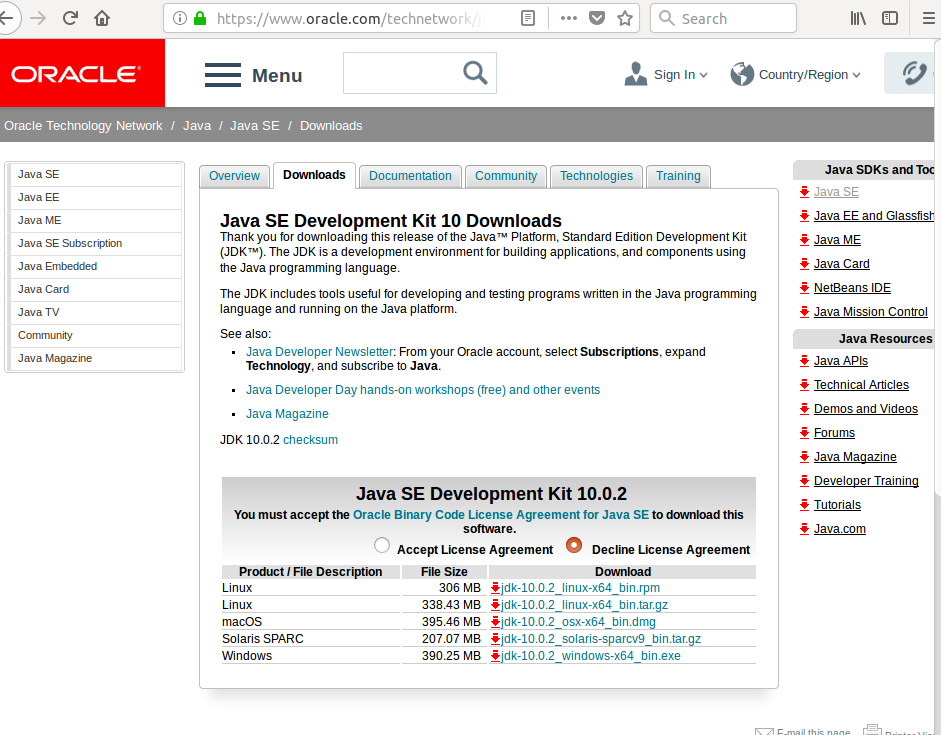 https://www.oracle.com/technetwork/j
Search
ORACLE
Menu
Sign In
Country/Region
Oracle Technology Network / Java / Java SE / Downloads
Java SE
Java EE
Java ME
Java SE Subscription
Java Embedded
Java Card
Java TV
Community
Java Magazine
Overview
Downloads
Documentation
Community
Technologies
Training
Java SE Development Kit 10 Downloads
Thank you for downloading this release of the Java™ Platform, Standard Edition Development Kit
(JDK™). The JDK is a development environment for building applications, and components using
the Java programming language.
The JDK includes tools useful for developing and testing programs written in the Java programming
language and running on the Java platform.
See also:
Java Developer Newsletter: From your Oracle account, select Subscriptions, expand
Technology, and subscribe to Java.
Java Developer Day hands-on workshops (free) and other events
Java Magazine
JDK 10.0.2 checksum
Java SE Development Kit 10.0.2
You must accept the Oracle Binary Code License Agreement for Java SE to download this
software.
Accept License Agreement Decline License Agreement
Product / File Description File Size Download
Linux 306 MB jdk-10.0.2_linux-x64_bin.rpm
Linux 338.43 MB jdk-10.0.2_linux-x64_bin.tar.gz
macOS 395.46 MB jdk-10.0.2_osx-x64_bin.dmg
Solaris SPARC 207.07 MB jdk-10.0.2_solaris-sparcv9_bin.tar.gz
Windows 390.25 MB jdk-10.0.2_windows-x64_bin.exe
Java SDKs and Too
Java SE
Java EE and Glassfish
Java ME
Java Card
NetBeans IDE
Java Mission Control
Java Resources
Java APIs
Technical Articles
Demos and Videos
Forums
Java Magazine
Developer Training
Tutorials
Java.com
E-mail this page
Printer Vie